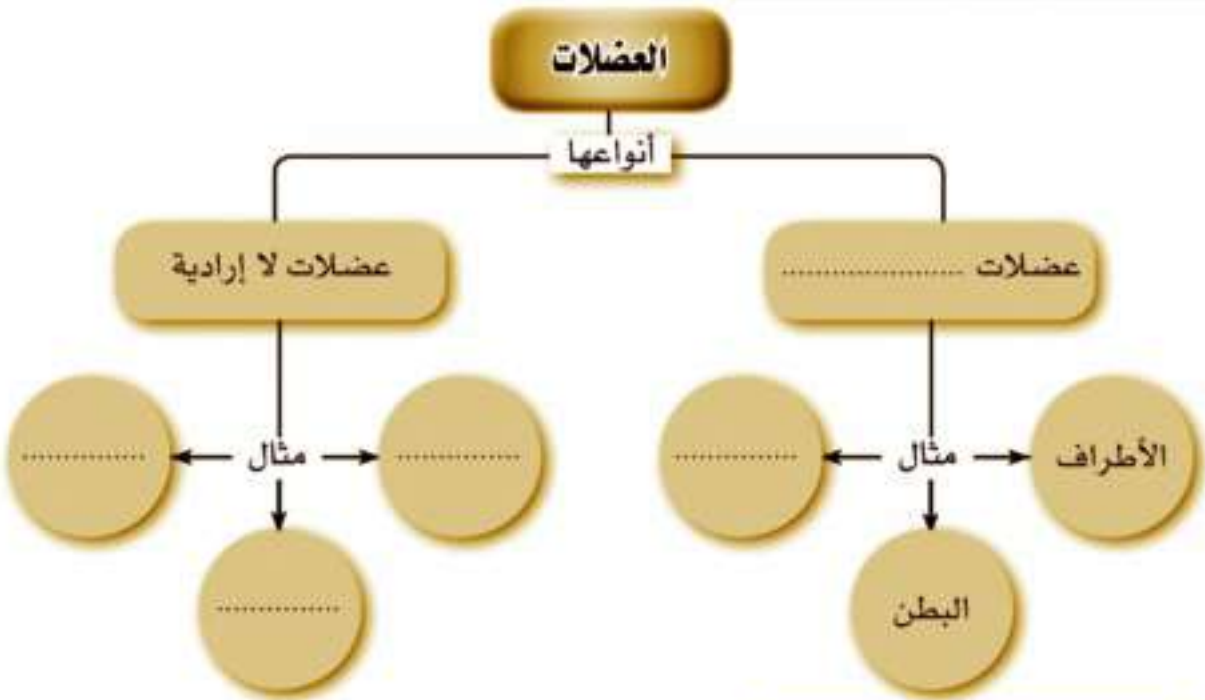 العضلات
أنواعها
عضلات ......................
عضلات لا إرادية
الأطراف
مثال
..............
البطن
..............
مثال
..............
..............